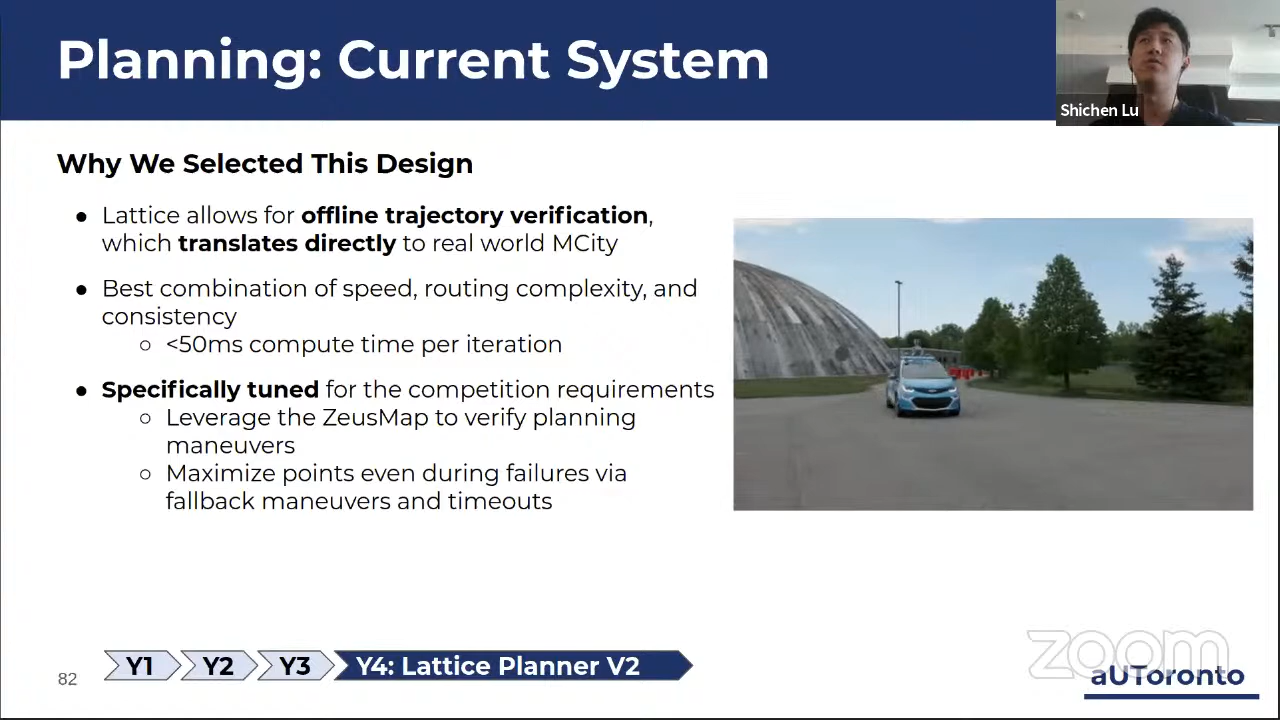 Planning: Current System
Shichen Lu
Why We Selected This Design
● Lattice allows for offline trajectory verification,
which translates directly to real world MCity
● Best combination of speed, routing complexity, and
consistency
○ <50ms compute time per iteration
● Specifically tuned for the competition requirements
○ Leverage the ZeusMap to verify planning
maneuvers
○ Maximize points even during failures via
fallback maneuvers and timeouts
82
Y1
Y2
Y3
Y4: Lattice Planner V2
zoom
aUToronto